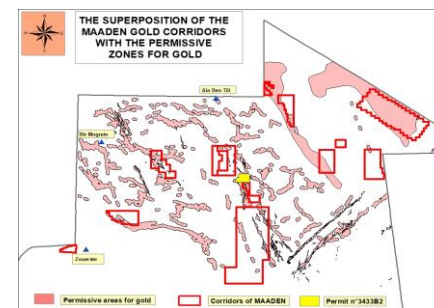 THE SUPERPOSITION OF THE
MAADEN GOLD CORRIDORS
WITH THE PERMISSIVE
ZONES FOR GOLD
Ain Ben Tili
Bir Mogrein
Zouerate
Permissive areas for gold
Corridors of MAADEN
Permit n°3433B2